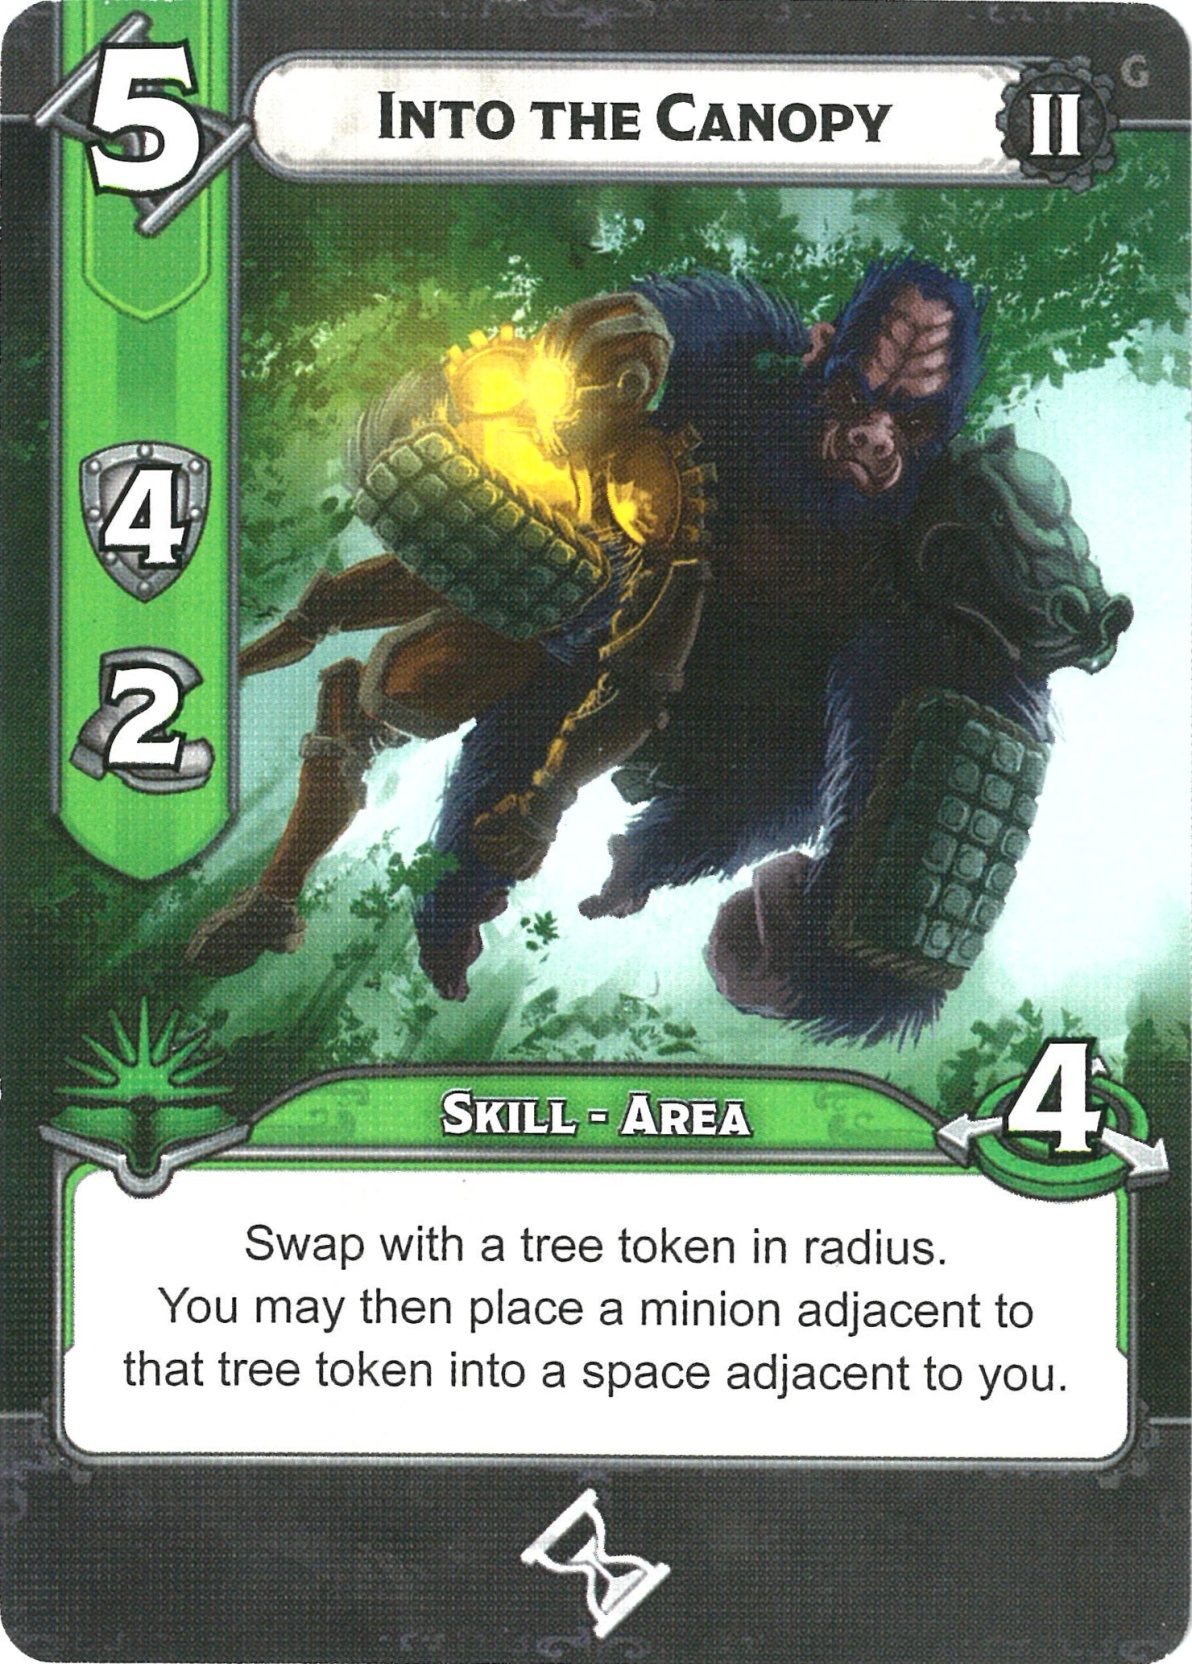 5
INTO THE CANOPY
II
G
4
2
SKILL - AREA
4
Swap with a tree token in radius.
You may then place a minion adjacent to
that tree token into a space adjacent to you.